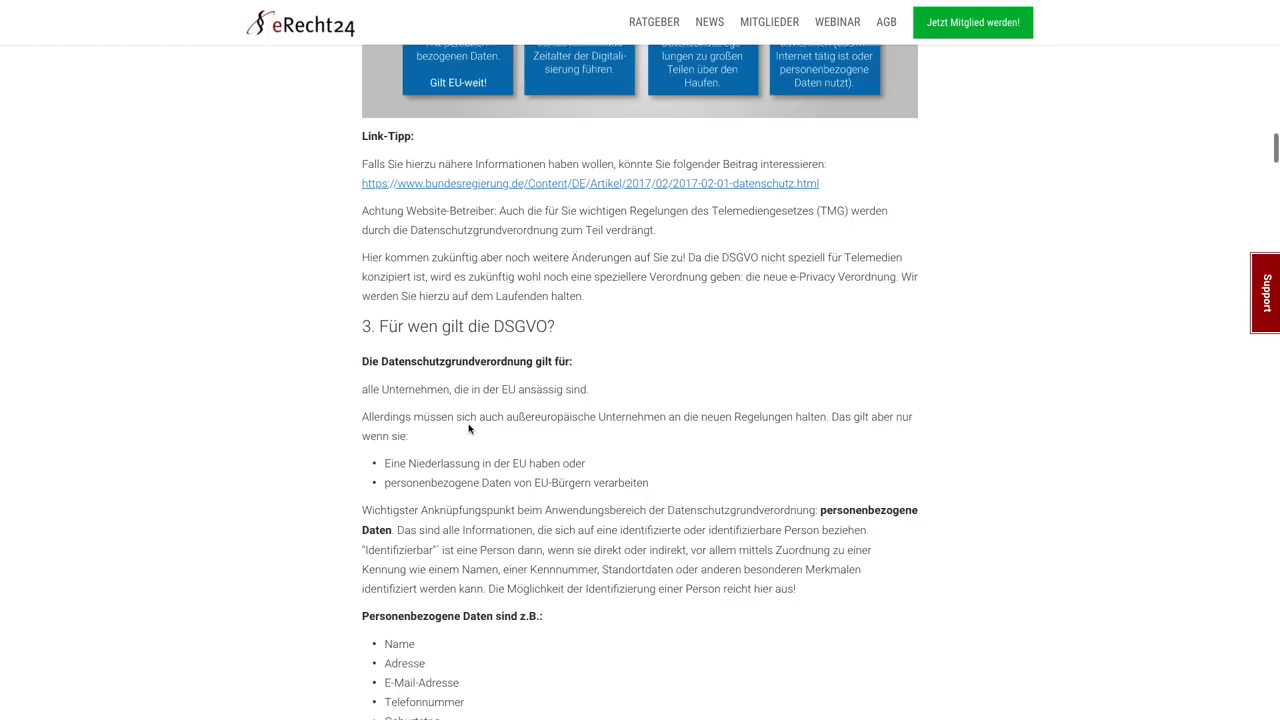 eRecht24
RATGEBER NEWS MITGLIEDER WEBINAR AGB Jetzt Mitglied werden!
bezogenen Daten.
Gilt EU-weit!
Zeitalter der Digitali-
sierung führen.
lungen zu großen
Teilen über den
Haufen.
Internet tätig ist oder
personenbezogene
Daten nutzt).
Link-Tipp:
Falls Sie hierzu nähere Informationen haben wollen, könnte Sie folgender Beitrag interessieren:
https://www.bundesregierung.de/Content/DE/Artikel/2017/02/2017-02-01-datenschutz.html
Achtung Website-Betreiber: Auch die für Sie wichtigen Regelungen des Telemediengesetzes (TMG) werden
durch die Datenschutzgrundverordnung zum Teil verdrängt.
Hier kommen zukünftig aber noch weitere Änderungen auf Sie zu! Da die DSGVO nicht speziell für Telemedien
konzipiert ist, wird es zukünftig wohl noch eine speziellere Verordnung geben: die neue e-Privacy Verordnung. Wir
werden Sie hierzu auf dem Laufenden halten.
Support
3. Für wen gilt die DSGVO?
Die Datenschutzgrundverordnung gilt für:
alle Unternehmen, die in der EU ansässig sind.
Allerdings müssen sich auch außereuropäische Unternehmen an die neuen Regelungen halten. Das gilt aber nur
wenn sie:
• Eine Niederlassung in der EU haben oder
• personenbezogene Daten von EU-Bürgern verarbeiten
Wichtigster Anknüpfungspunkt beim Anwendungsbereich der Datenschutzgrundverordnung: personenbezogene
Daten. Das sind alle Informationen, die sich auf eine identifizierte oder identifizierbare Person beziehen.
"Identifizierbar"´ ist eine Person dann, wenn sie direkt oder indirekt, vor allem mittels Zuordnung zu einer
Kennung wie einem Namen, einer Kennnummer, Standortdaten oder anderen besonderen Merkmalen
identifiziert werden kann. Die Möglichkeit der Identifizierung einer Person reicht hier aus!
Personenbezogene Daten sind z.B.:
• Name
• Adresse
• E-Mail-Adresse
• Telefonnummer